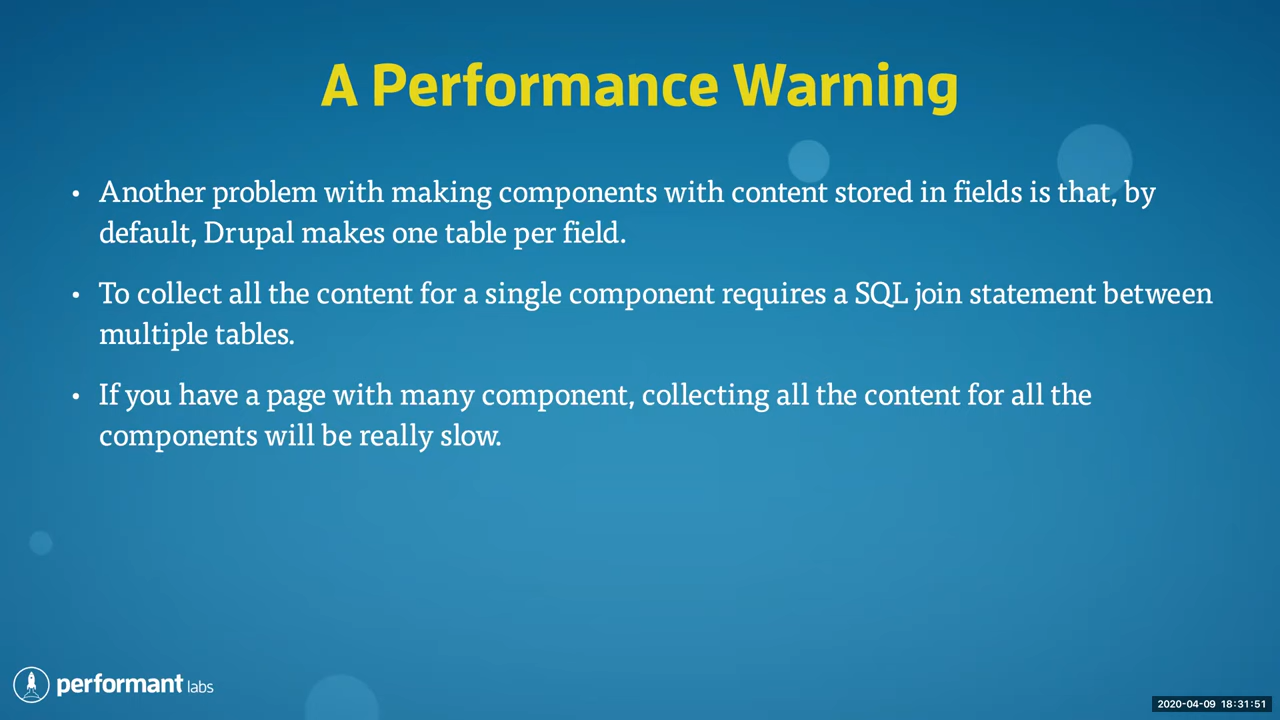 A Performance Warning
• Another problem with making components with content stored in fields is that, by
default, Drupal makes one table per field.
• To collect all the content for a single component requires a SQL join statement between
multiple tables.
• If you have a page with many component, collecting all the content for all the
components will be really slow.
performant labs
2020-04-09 18:31:51